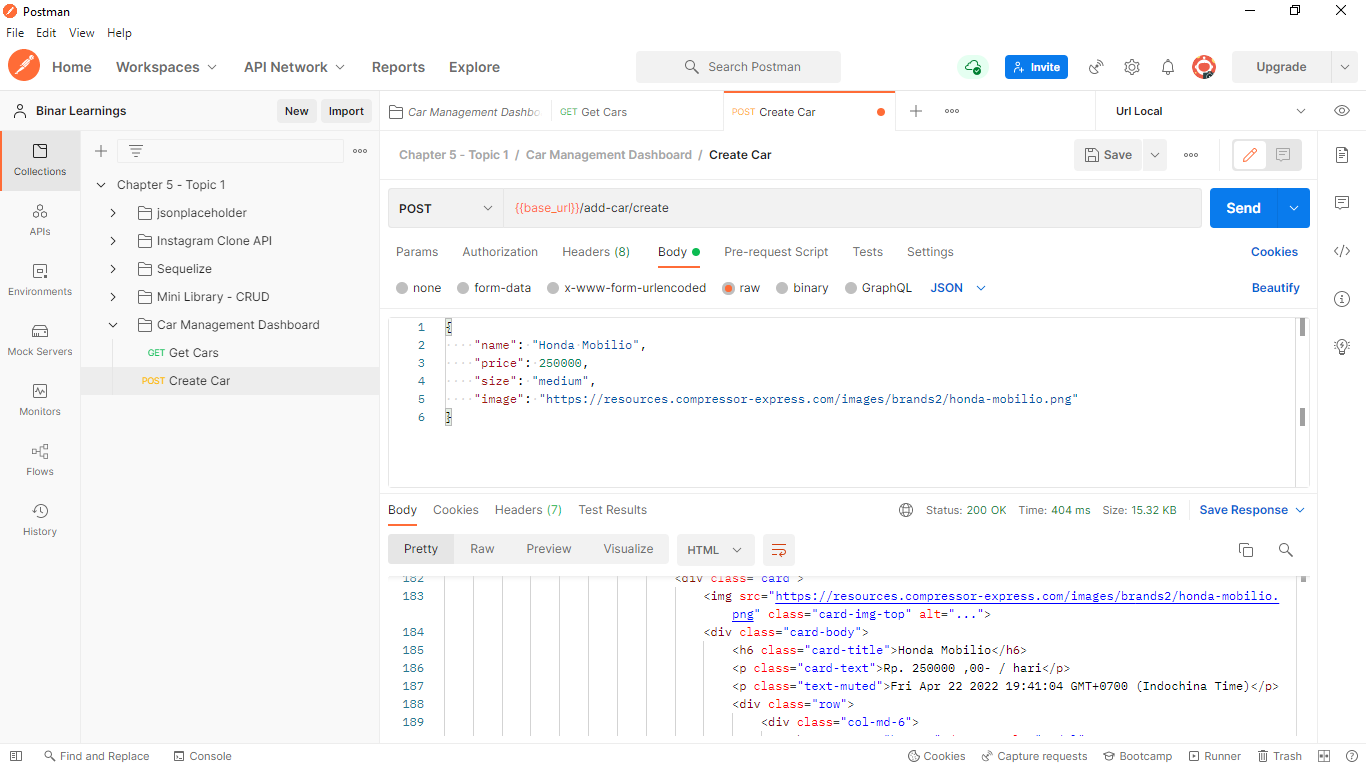 Postman
File Edit View Help
Home Workspaces API Network Reports Explore Search Postman Invite Upgrade
Binar Learnings New Import
Car Management Dashbo GET Get Cars POST Create Car Url Local
Collections
APIs
Environments
Mock Servers
Monitors
Flows
History
Chapter 5 - Topic 1
jsonplaceholder
Instagram Clone API
Sequelize
Mini Library - CRUD
Car Management Dashboard
GET Get Cars
POST Create Car
Chapter 5 - Topic 1 / Car Management Dashboard / Create Car Save
POST {{base_url}}/add-car/create Send
Params Authorization Headers (8) Body Pre-request Script Tests Settings Cookies
none form-data x-www-form-urlencoded raw binary GraphQL JSON Beautify
1 {
2 "name": "Honda Mobilio",
3 "price": 250000,
4 "size": "medium",
5 "image": "https://resources.compressor-express.com/images/brands2/honda-mobilio.png"
6 }
Body Cookies Headers (7) Test Results Status: 200 OK Time: 404 ms Size: 15.32 KB Save Response
Pretty Raw Preview Visualize HTML
182 <div class="card">
183 <img src="https://resources.compressor-express.com/images/brands2/honda-mobilio.
png" class="card-img-top" alt="...">
184 <div class="card-body">
185 <h6 class="card-title">Honda Mobilio</h6>
186 <p class="card-text">Rp. 250000 ,00- / hari</p>
187 <p class="text-muted">Fri Apr 22 2022 19:41:04 GMT+0700 (Indochina Time)</p>
188 <div class="row">
189 <div class="col-md-6">
Find and Replace Console Cookies Capture requests Bootcamp Runner Trash